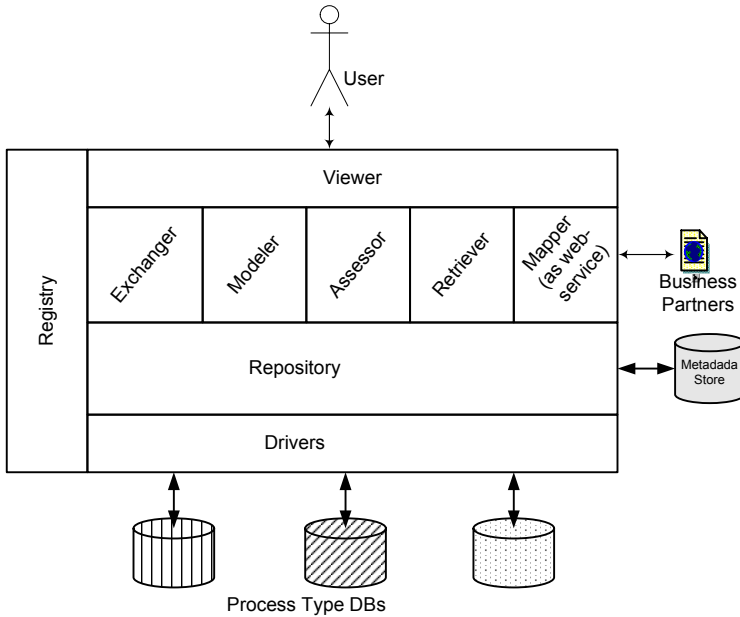 User
Viewer
Registry
Exchanger
Modeler
Assessor
Retriever
Mapper
(as web-
service)
Business
Partners
Repository
Metadada
Store
Drivers
Process Type DBs